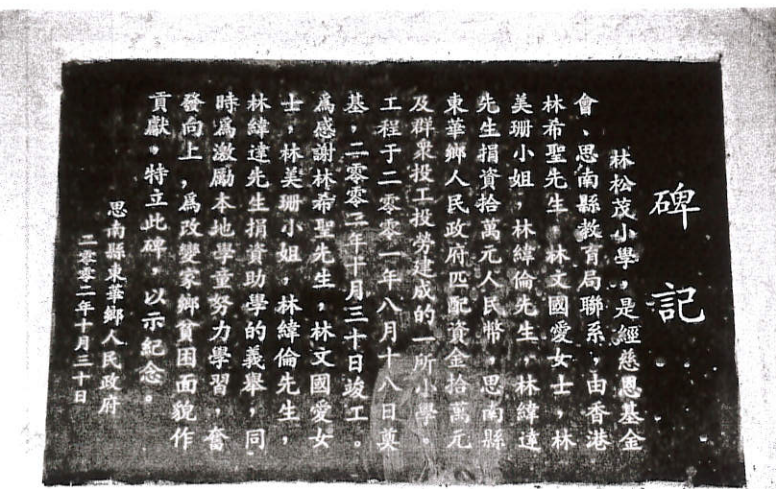 碑記
林松茂小學，是經慈恩基金
會、思南縣教育局聯系，由香港
林希聖先生，林文國愛女士，林
美珊小姐，林緯倫先生，林緯達
先生捐資拾萬元人民幣，思南縣
東華鄉人民政府匹配資金拾萬元
及群衆投工投勞建成的一所小學。
工程于二零零一年八月十八日奠
基，二零零二年十月三十日竣工。
爲感謝林希聖先生，林文國愛女
士，林美珊小姐，林緯倫先生，
林緯達先生捐資助學的義舉，同
時爲激勵本地學童努力學習，奮
發向上，爲改變家鄉貧困面貌作
貢獻，特立此碑，以示紀念。
思南縣東華鄉人民政府
二零零二年十月三十日